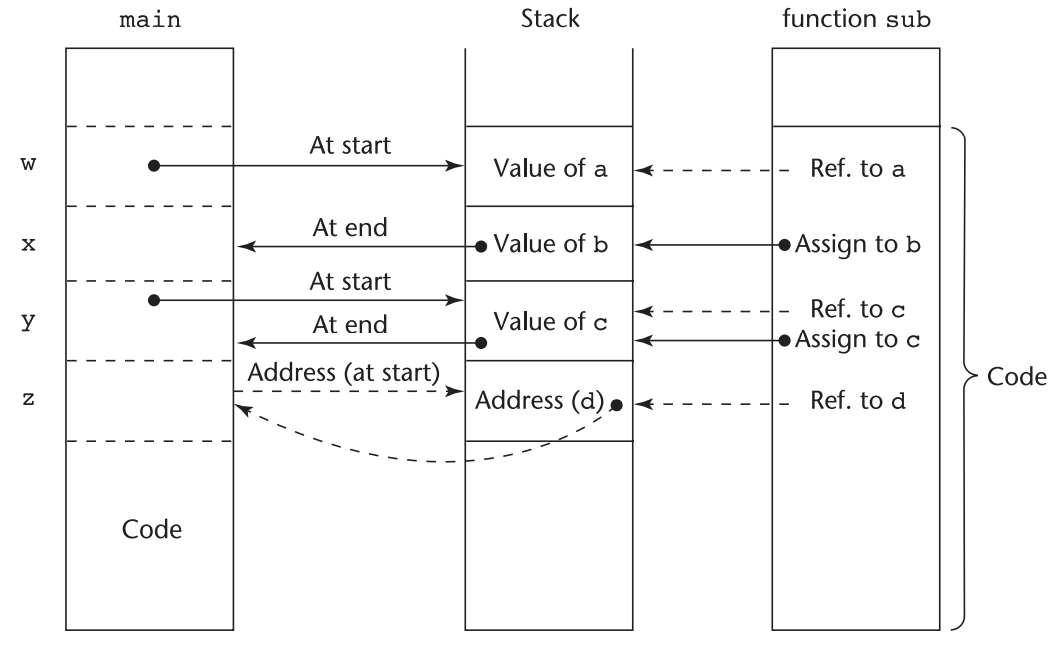 main Stack function sub
w At start Value of a Ref. to a
x At end Value of b Assign to b
y At start Value of c Ref. to c
At end Assign to c
Address (at start)
z Address (d) Ref. to d
Code
Code